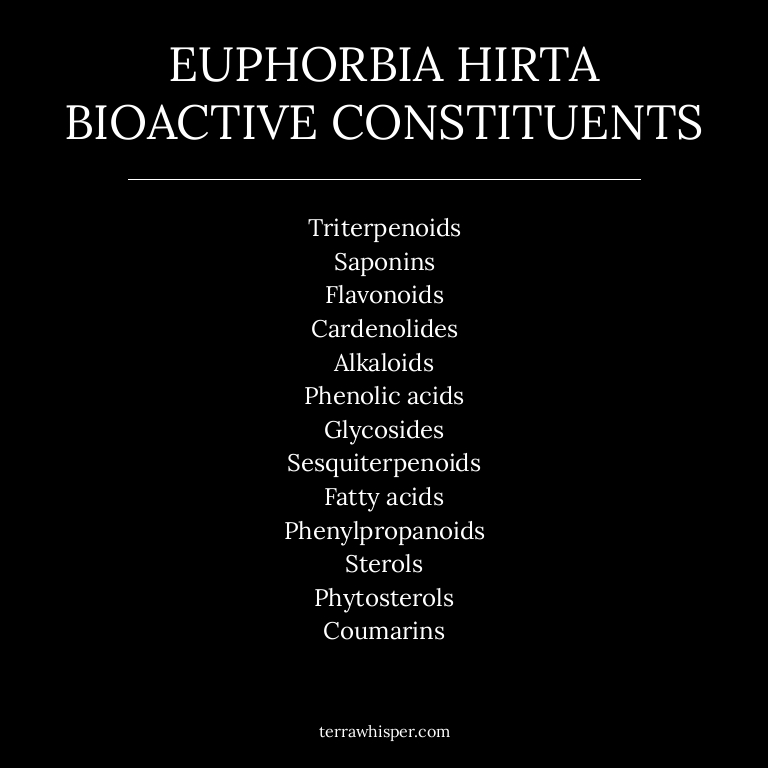 EUPHORBIA HIRTA
BIOACTIVE CONSTITUENTS
Triterpenoids
Saponins
Flavonoids
Cardenolides
Alkaloids
Phenolic acids
Glycosides
Sesquiterpenoids
Fatty acids
Phenylpropanoids
Sterols
Phytosterols
Coumarins
terrawhisper.com